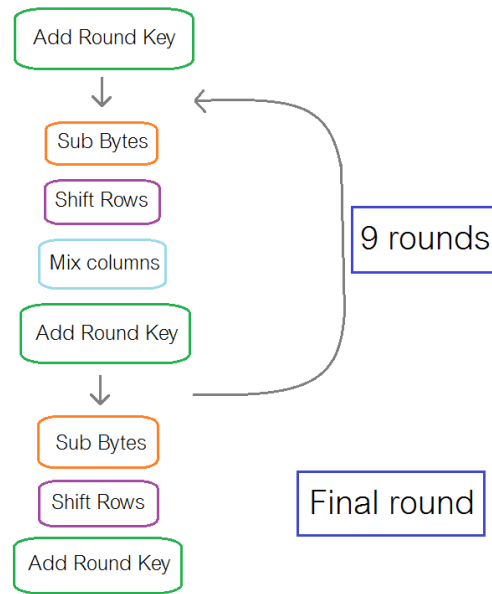 Add Round Key
Sub Bytes
Shift Rows
Mix columns
9 rounds
Add Round Key
Sub Bytes
Shift Rows
Final round
Add Round Key